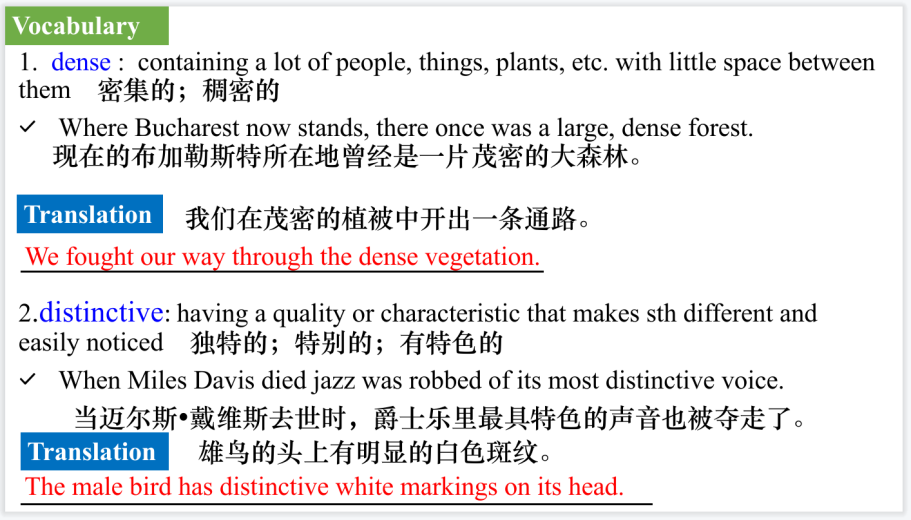 Vocabulary
1. dense : containing a lot of people, things, plants, etc. with little space between
them 密集的；稠密的
✓ Where Bucharest now stands, there once was a large, dense forest.
现在的布加勒斯特所在地曾经是一片茂密的大森林。
Translation 我们在茂密的植被中开出一条通路。
We fought our way through the dense vegetation.
2.distinctive: having a quality or characteristic that makes sth different and
easily noticed 独特的；特别的；有特色的
✓ When Miles Davis died jazz was robbed of its most distinctive voice.
当迈尔斯•戴维斯去世时，爵士乐里最具特色的声音也被夺走了。
Translation 雄鸟的头上有明显的白色斑纹。
The male bird has distinctive white markings on its head.